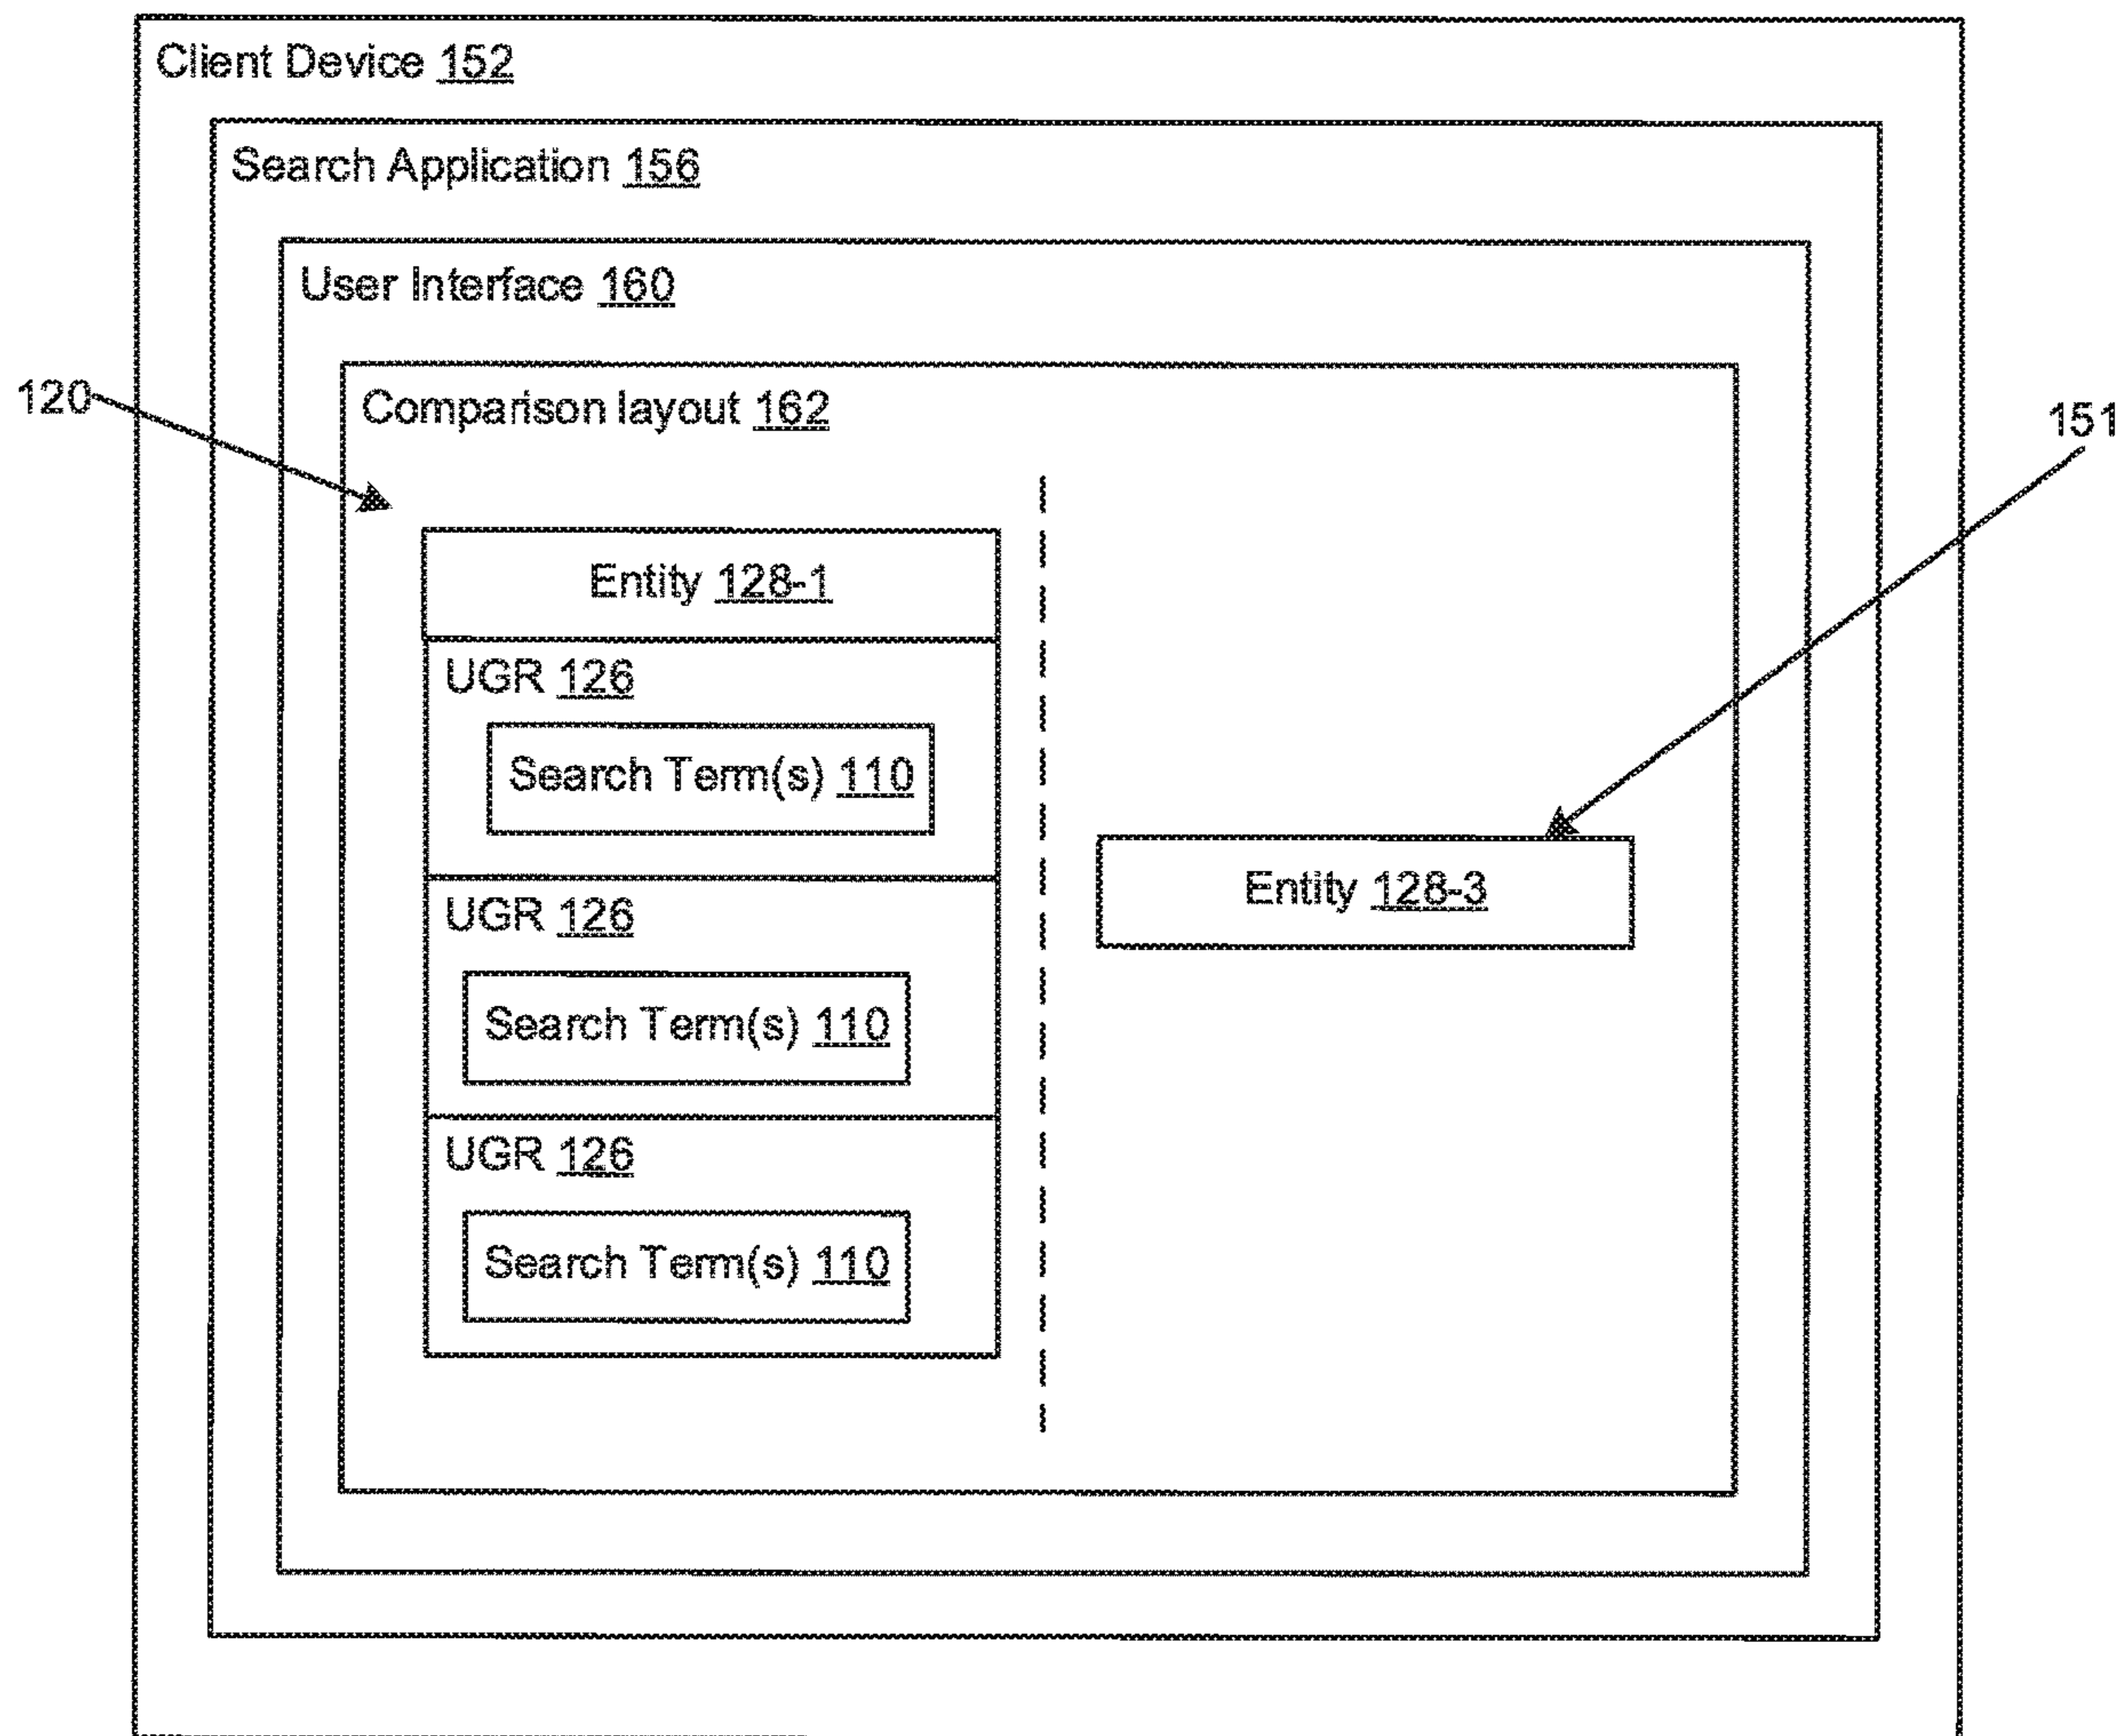 Client Device 152
Search Application 156
User Interface 160
120
Comparison layout 162
151
Entity 128-1
UGR 126
Search Term(s) 110
Entity 128-3
UGR 126
Search Term(s) 110
UGR 126
Search Term(s) 110